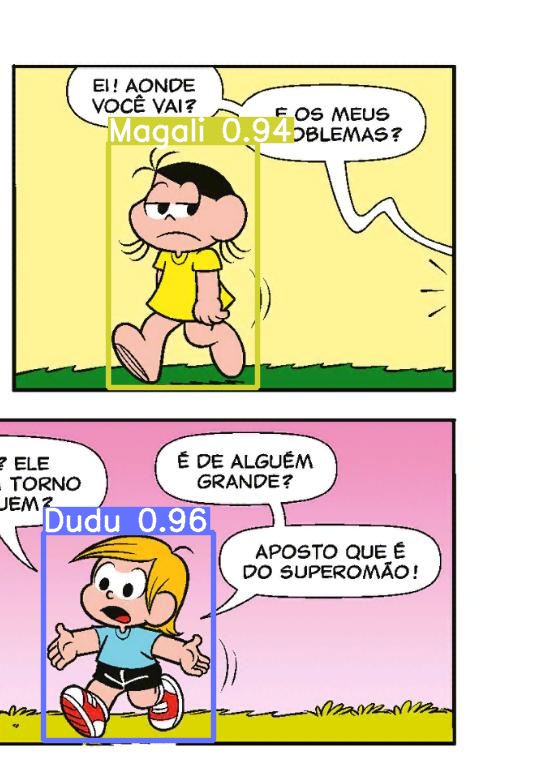 EI! AONDE
VOCÊ VAI?
E OS MEUS
OBLEMAS?
Magali 0.94
? ELE
TORNO
UEM?
É DE ALGUÉM
GRANDE?
Dudu 0.96
APOSTO QUE É
DO SUPEROMÃO!